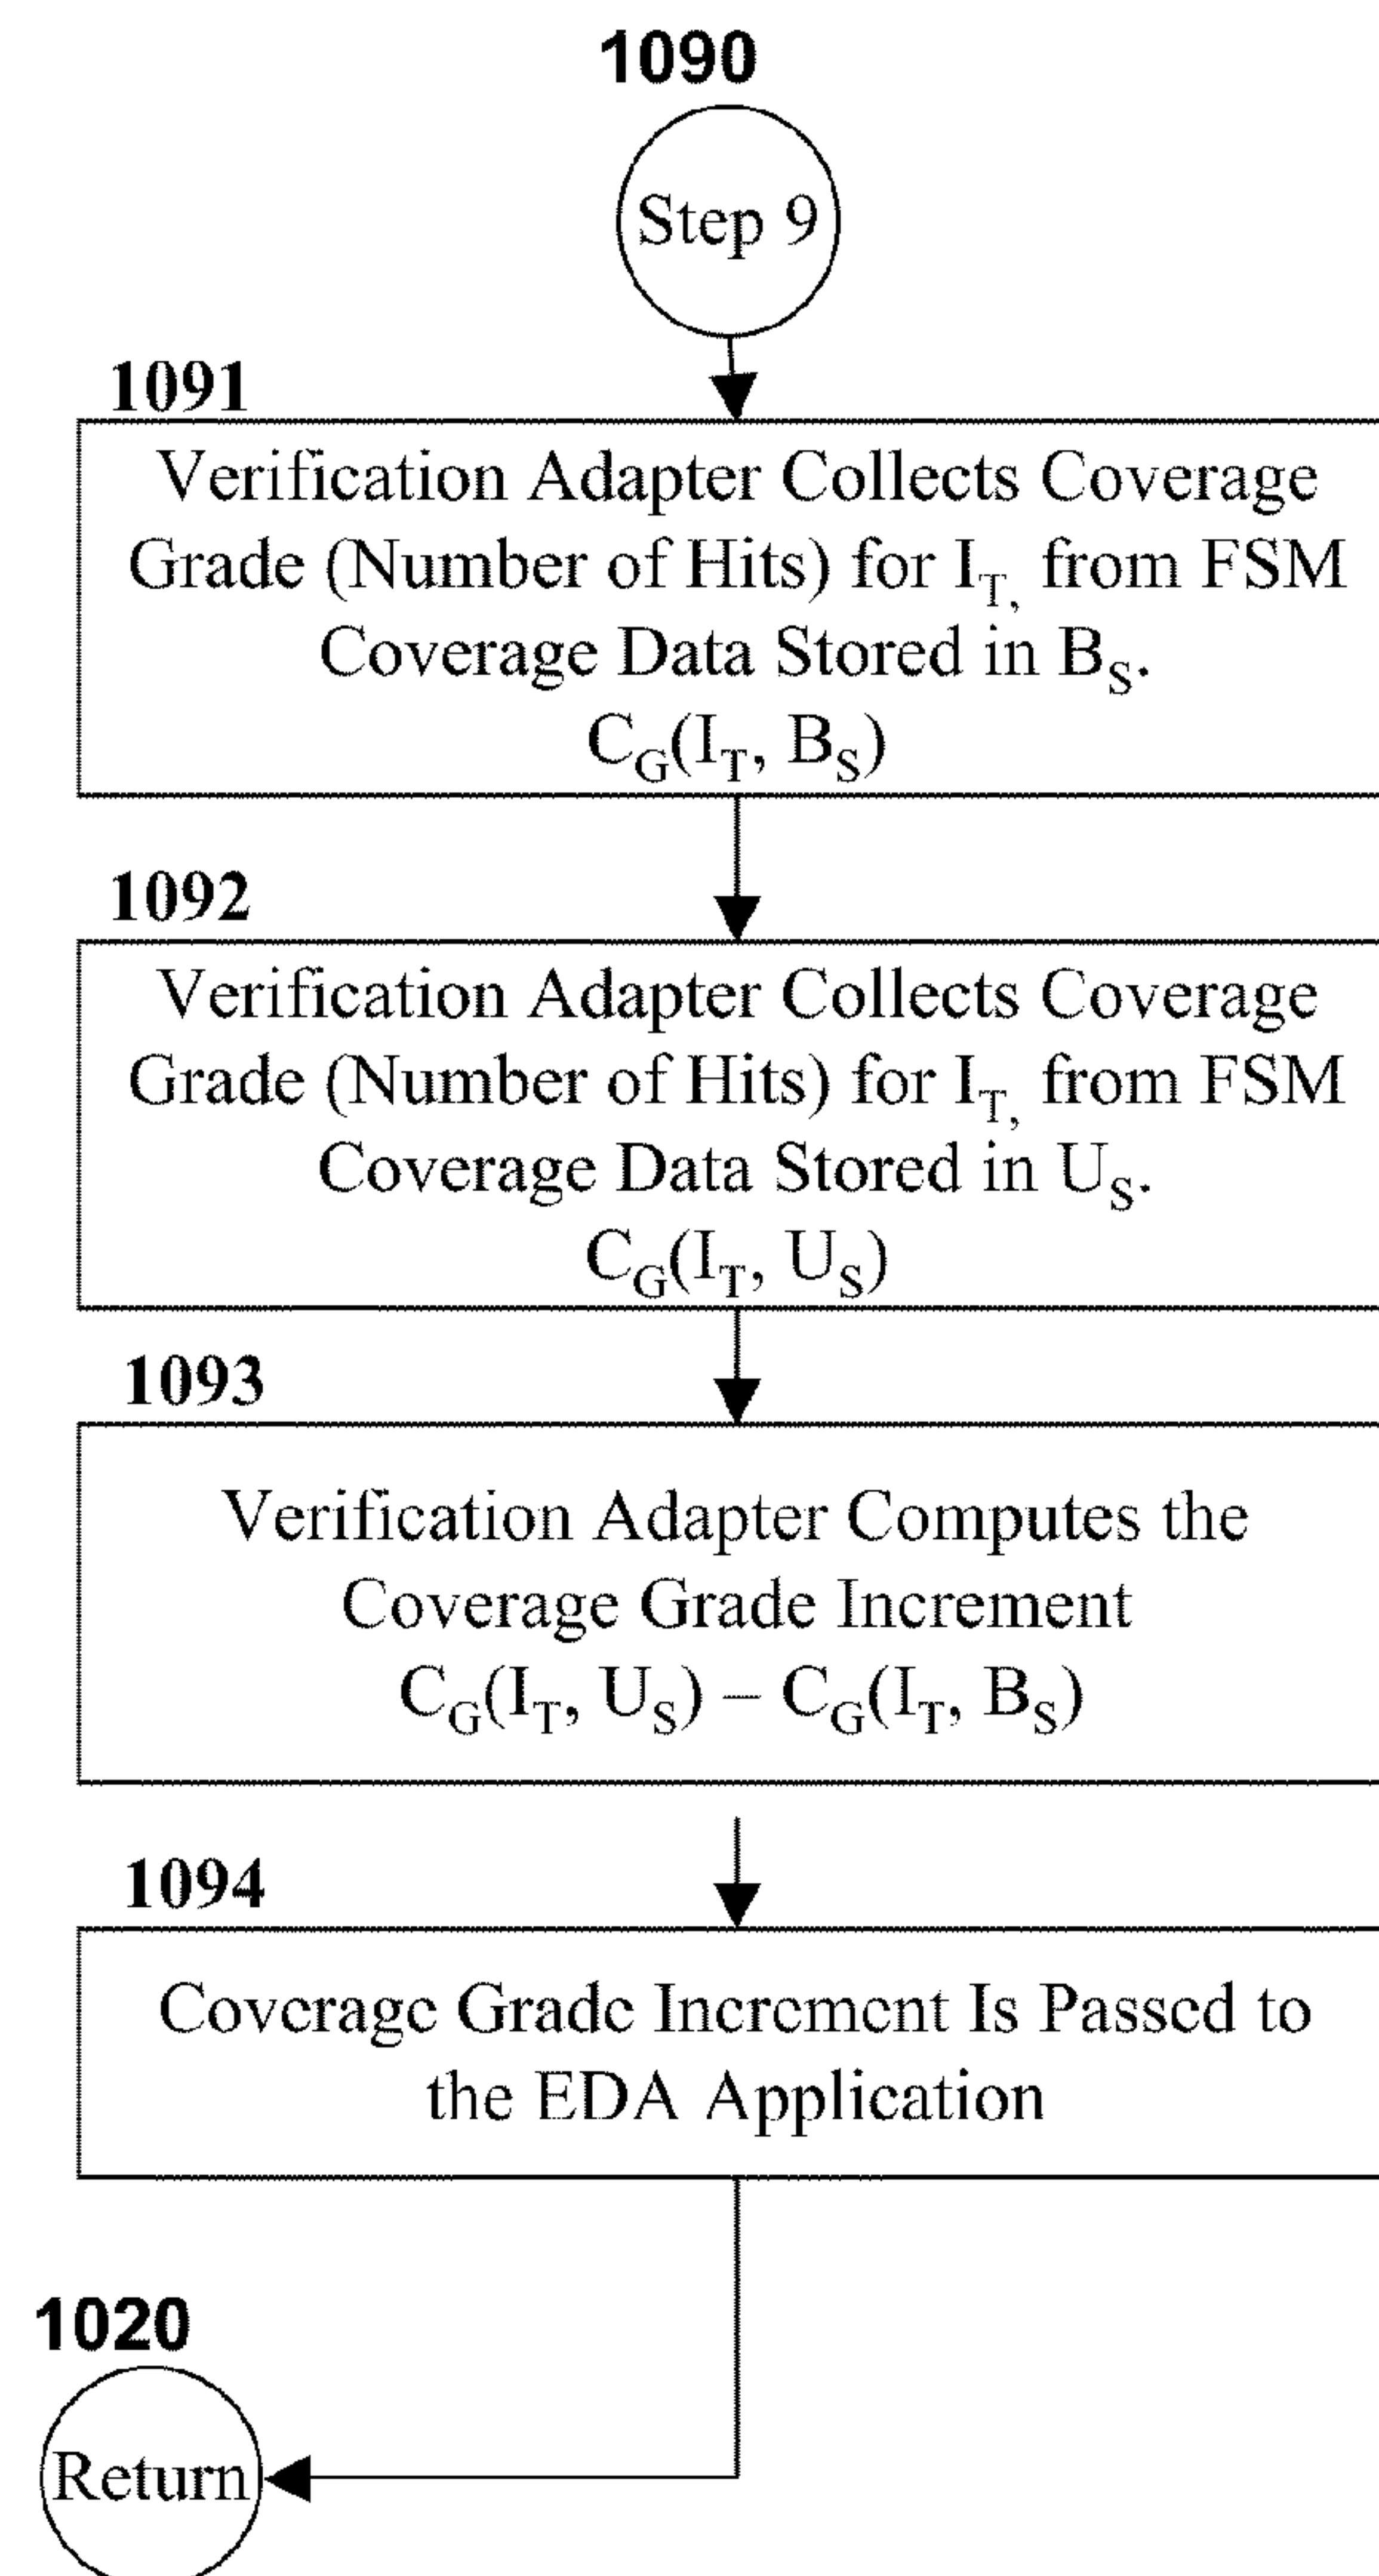 1090
Step 9
1091
Verification Adapter Collects Coverage
Grade (Number of Hits) for I_T, from FSM
Coverage Data Stored in B_S.
C_G(I_T, B_S)
1092
Verification Adapter Collects Coverage
Grade (Number of Hits) for I_T, from FSM
Coverage Data Stored in U_S.
C_G(I_T, U_S)
1093
Verification Adapter Computes the
Coverage Grade Increment
C_G(I_T, U_S) – C_G(I_T, B_S)
1094
Coverage Grade Increment Is Passed to
the EDA Application
1020
Return